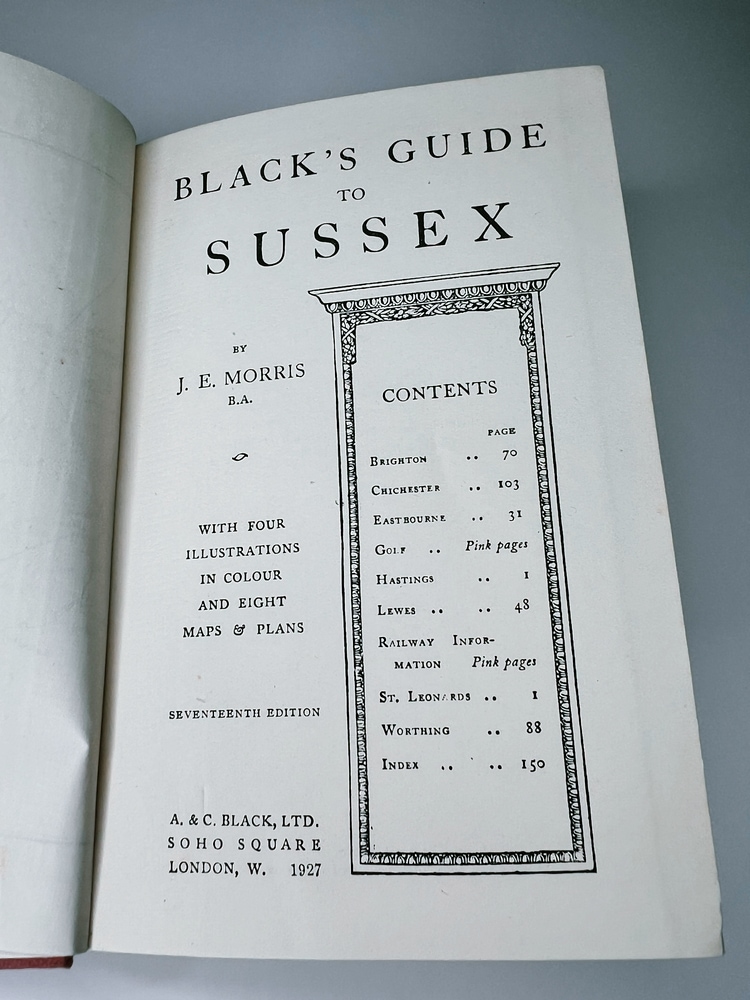 BLACK'S GUIDE
TO
SUSSEX
BY
J. E. MORRIS
B.A.
WITH FOUR
ILLUSTRATIONS
IN COLOUR
AND EIGHT
MAPS & PLANS
SEVENTEENTH EDITION
A. & C. BLACK, LTD.
SOHO SQUARE
LONDON, W. 1927
CONTENTS
PAGE
BRIGHTON .. 70
CHICHESTER .. 103
EASTBOURNE .. 31
GOLF .. Pink pages
HASTINGS .. 1
LEWES .. .. 48
RAILWAY INFOR-
MATION Pink pages
ST. LEONARDS .. 1
WORTHING .. 88
INDEX .. .. 150